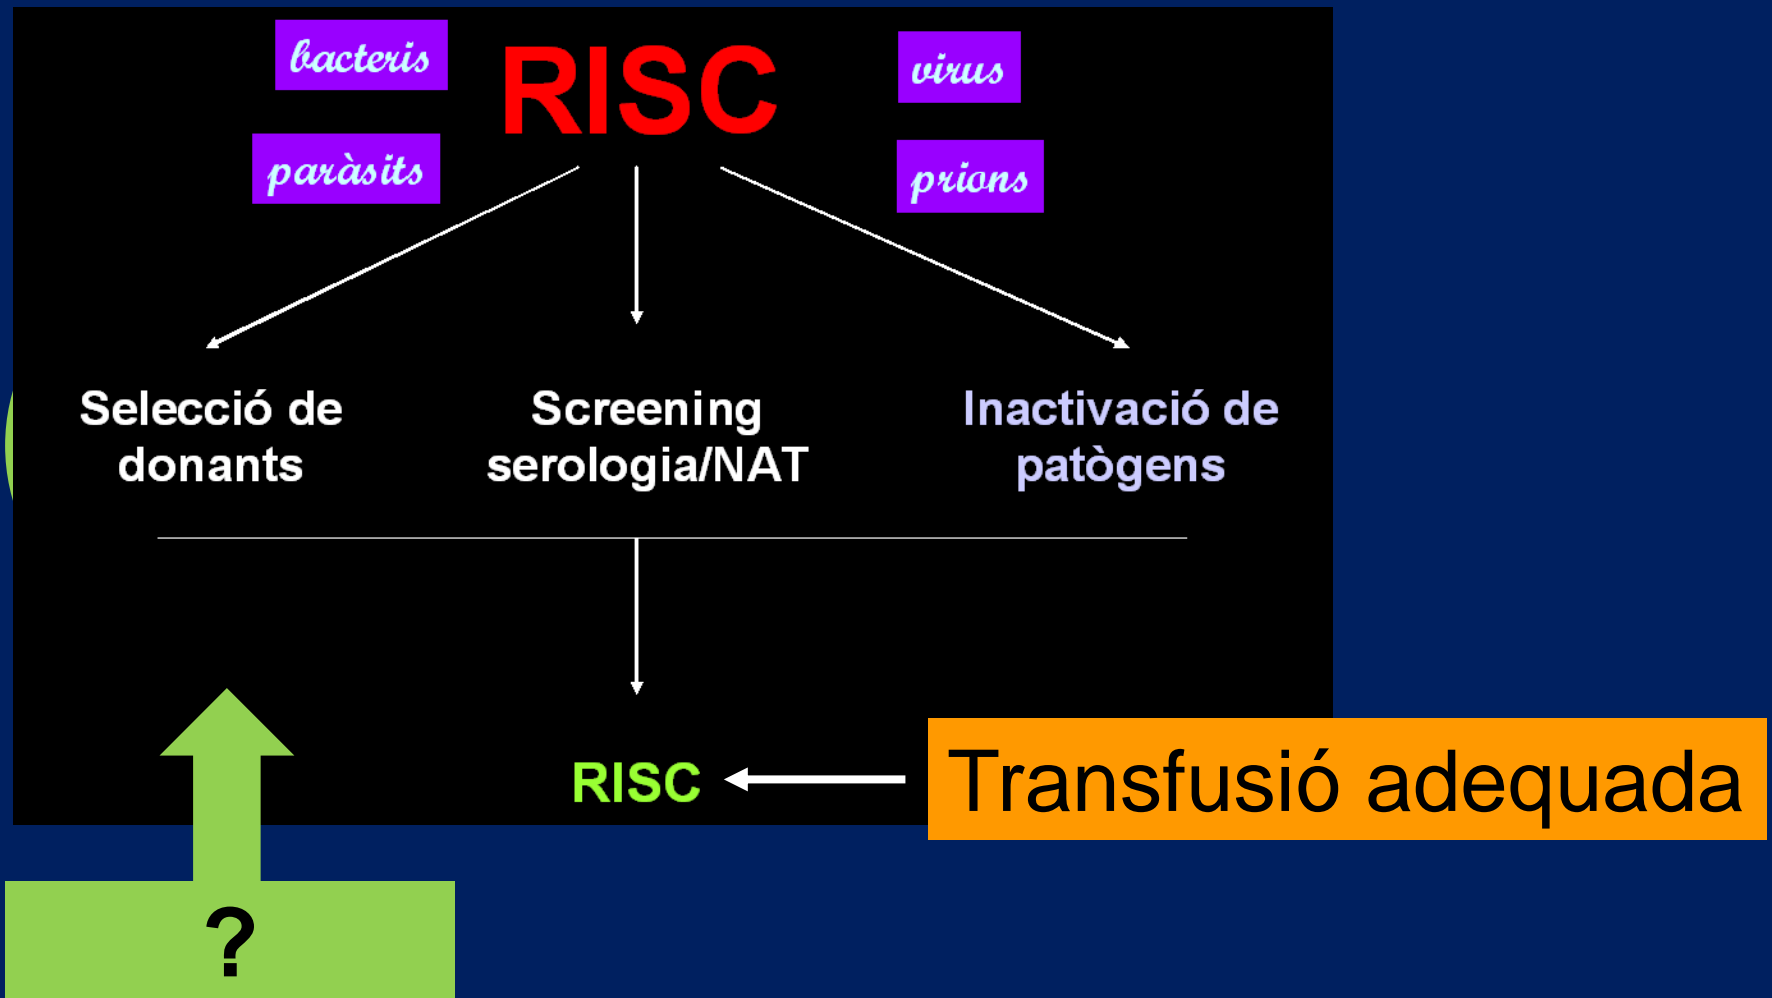 bacteris
RISC
virus
paràsits
prions
Selecció de
donants
Screening
serologia/NAT
Inactivació de
patògens
RISC
Transfusió adequada
?